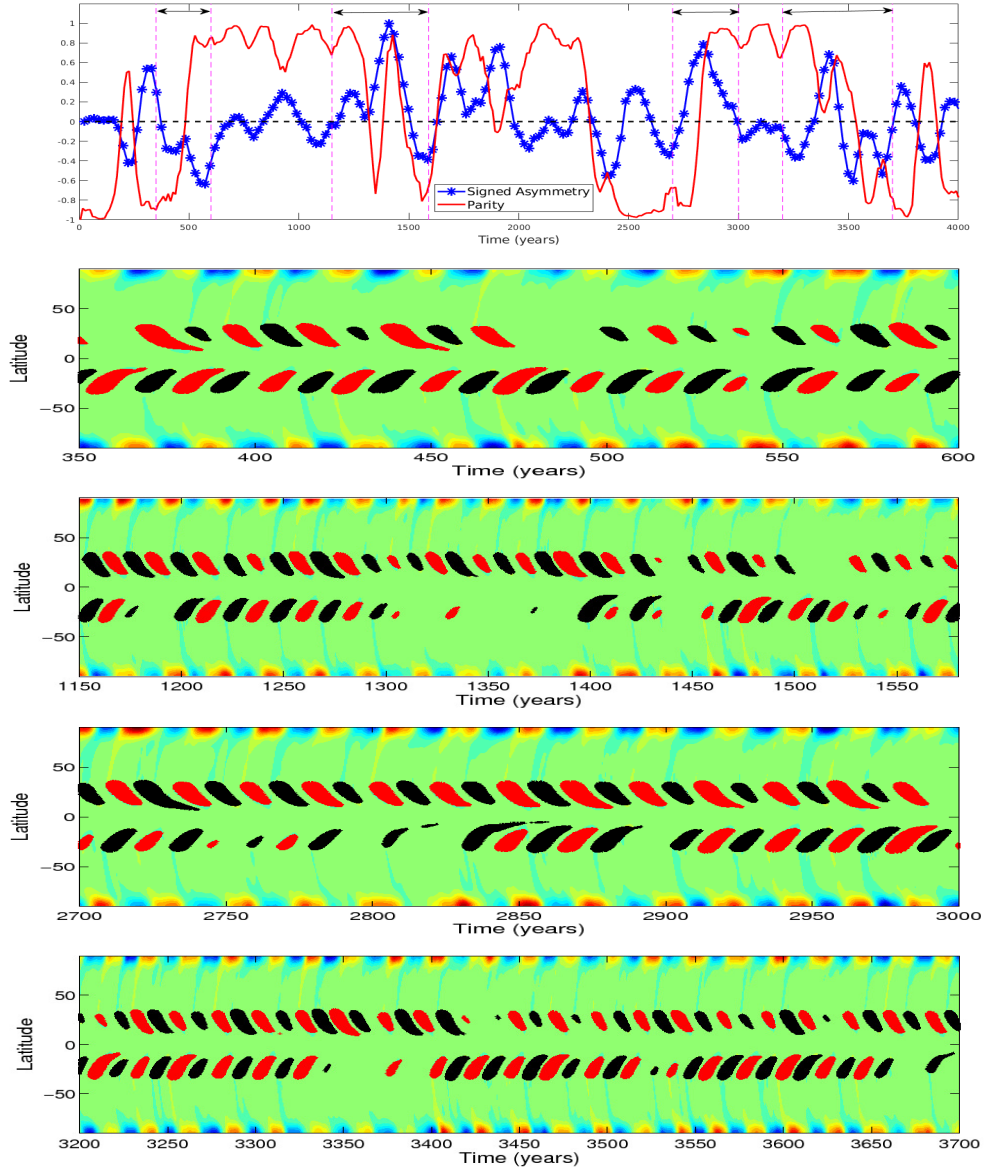 1
0.8
0.6
0.4
0.2
0
-0.2
-0.4
-0.6
-0.8
-1
Signed Asymmetry
Parity
0 500 1000 1500 2000 2500 3000 3500 4000
Time (years)
50
0
−50
Latitude
350 400 450 500 550 600
Time (years)
50
0
−50
Latitude
1150 1200 1250 1300 1350 1400 1450 1500 1550
Time (years)
50
0
−50
Latitude
2700 2750 2800 2850 2900 2950 3000
Time (years)
50
0
−50
Latitude
3200 3250 3300 3350 3400 3450 3500 3550 3600 3650 3700
Time (years)